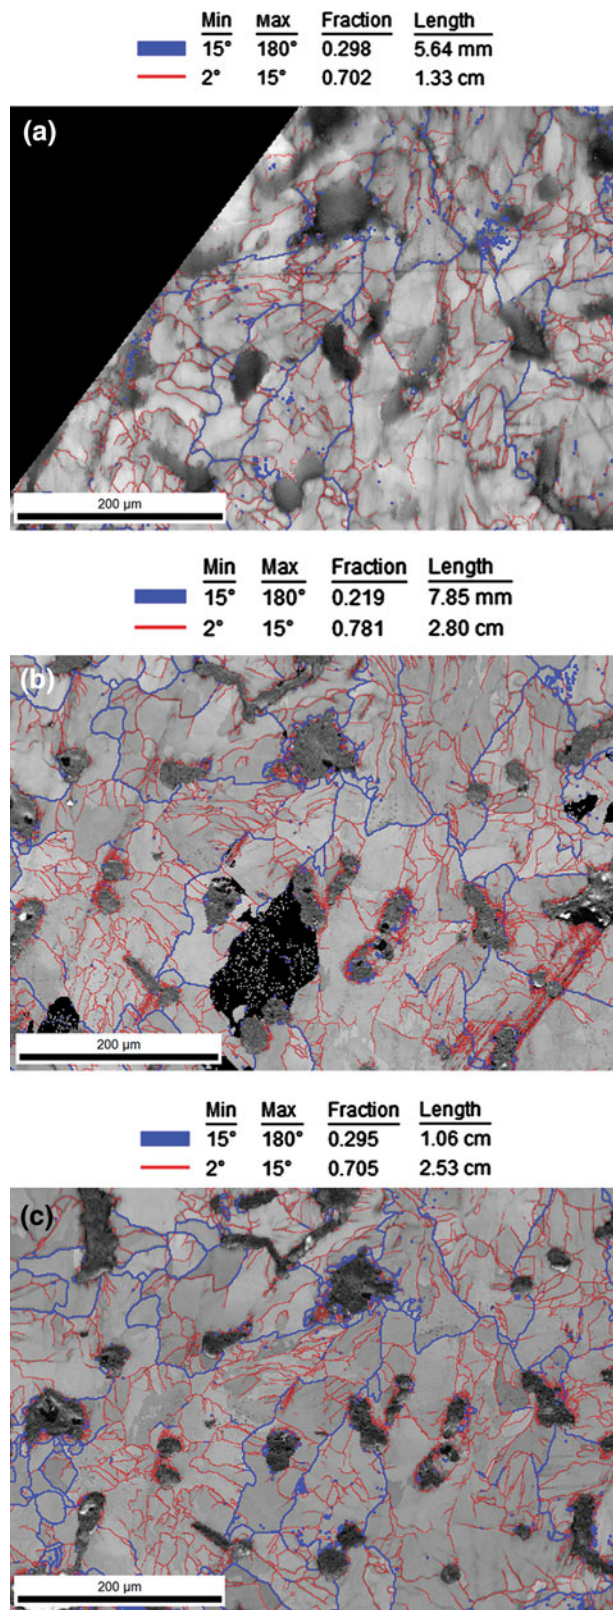 Min Max Fraction Length
15° 180° 0.298 5.64 mm
2° 15° 0.702 1.33 cm
(a)
200 µm
Min Max Fraction Length
15° 180° 0.219 7.85 mm
2° 15° 0.781 2.80 cm
(b)
200 µm
Min Max Fraction Length
15° 180° 0.295 1.06 cm
2° 15° 0.705 2.53 cm
(c)
200 µm